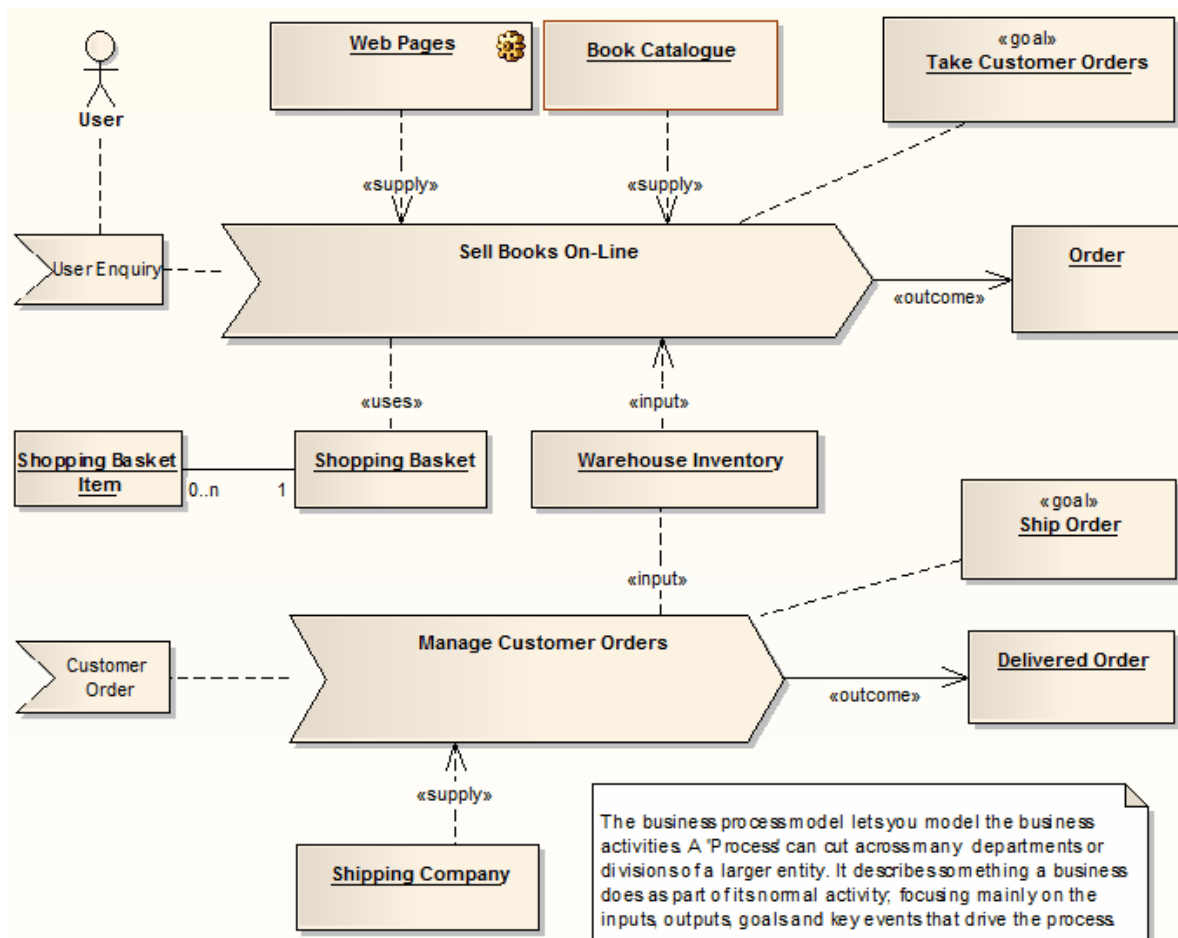 Web Pages
Book Catalogue
«goal»
Take Customer Orders
User
«supply»
«supply»
User Enquiry
Sell Books On-Line
Order
«outcome»
«uses»
«input»
Shopping Basket
Item
0..n
1
Shopping Basket
Warehouse Inventory
«goal»
Ship Order
«input»
Customer
Order
Manage Customer Orders
Delivered Order
«outcome»
«supply»
Shipping Company
The business process model lets you model the business
activities. A 'Process' can cut across many departments or
divisions of a larger entity. It describes something a business
does as part of its normal activity; focusing mainly on the
inputs, outputs, goals and key events that drive the process.